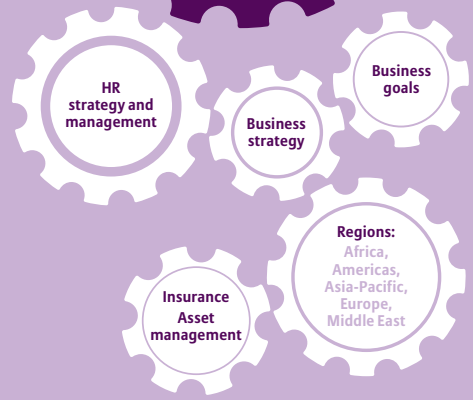 HR
strategy and
management
Business
strategy
Business
goals
Insurance
Asset
management
Regions:
Africa,
Americas,
Asia-Pacific,
Europe,
Middle East